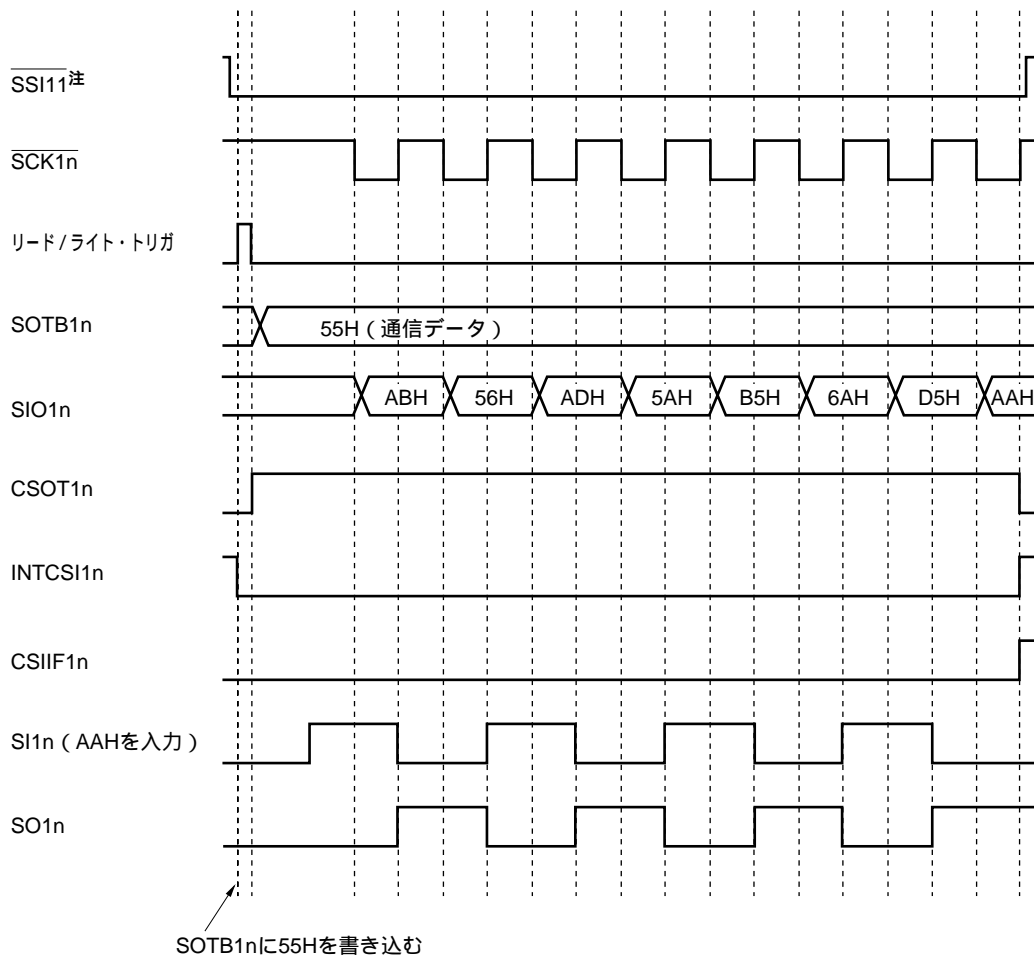 SSI11注
SCK1n
リード/ライト・トリガ
SOTB1n
55H(通信データ)
SIO1n
ABH 56H ADH 5AH B5H 6AH D5H AAH
CSOT1n
INTCSI1n
CSIIF1n
SI1n(AAHを入力)
SO1n
SOTB1nに55Hを書き込む